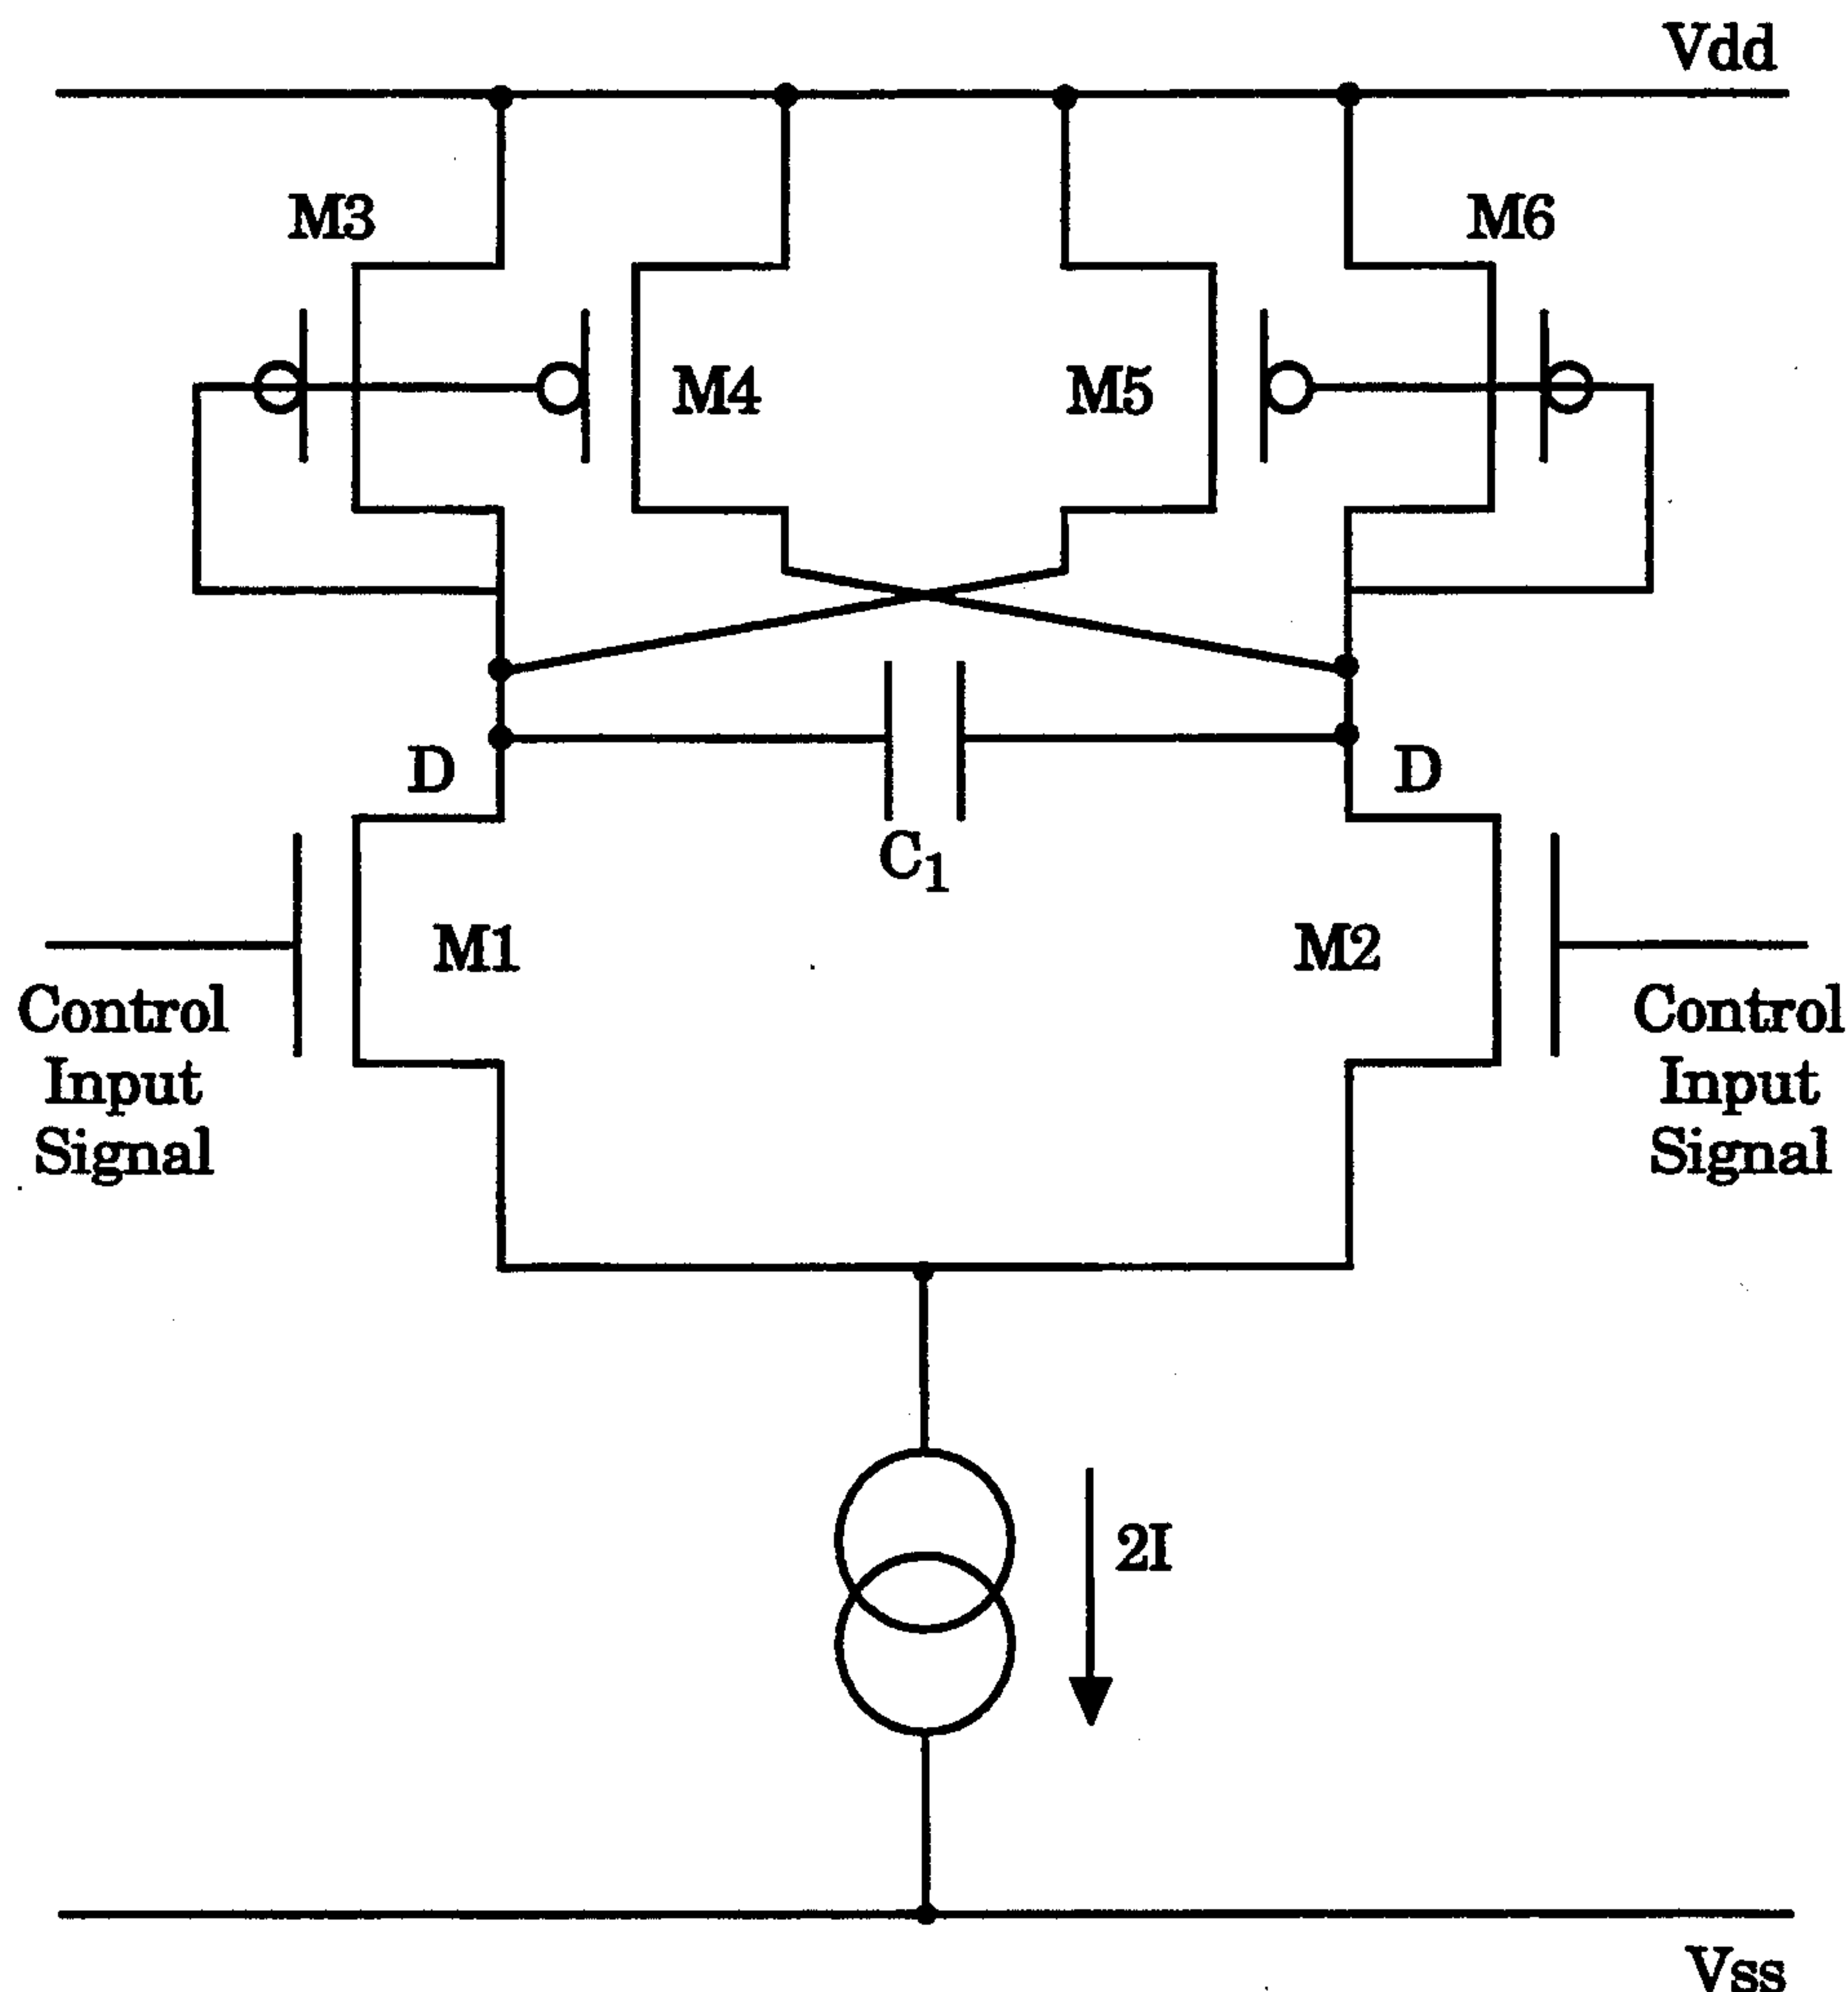 Vdd
M3
M6
M4
M5
D
D
C1
M1
M2
Control
Input
Signal
Control
Input
Signal
2I
Vss